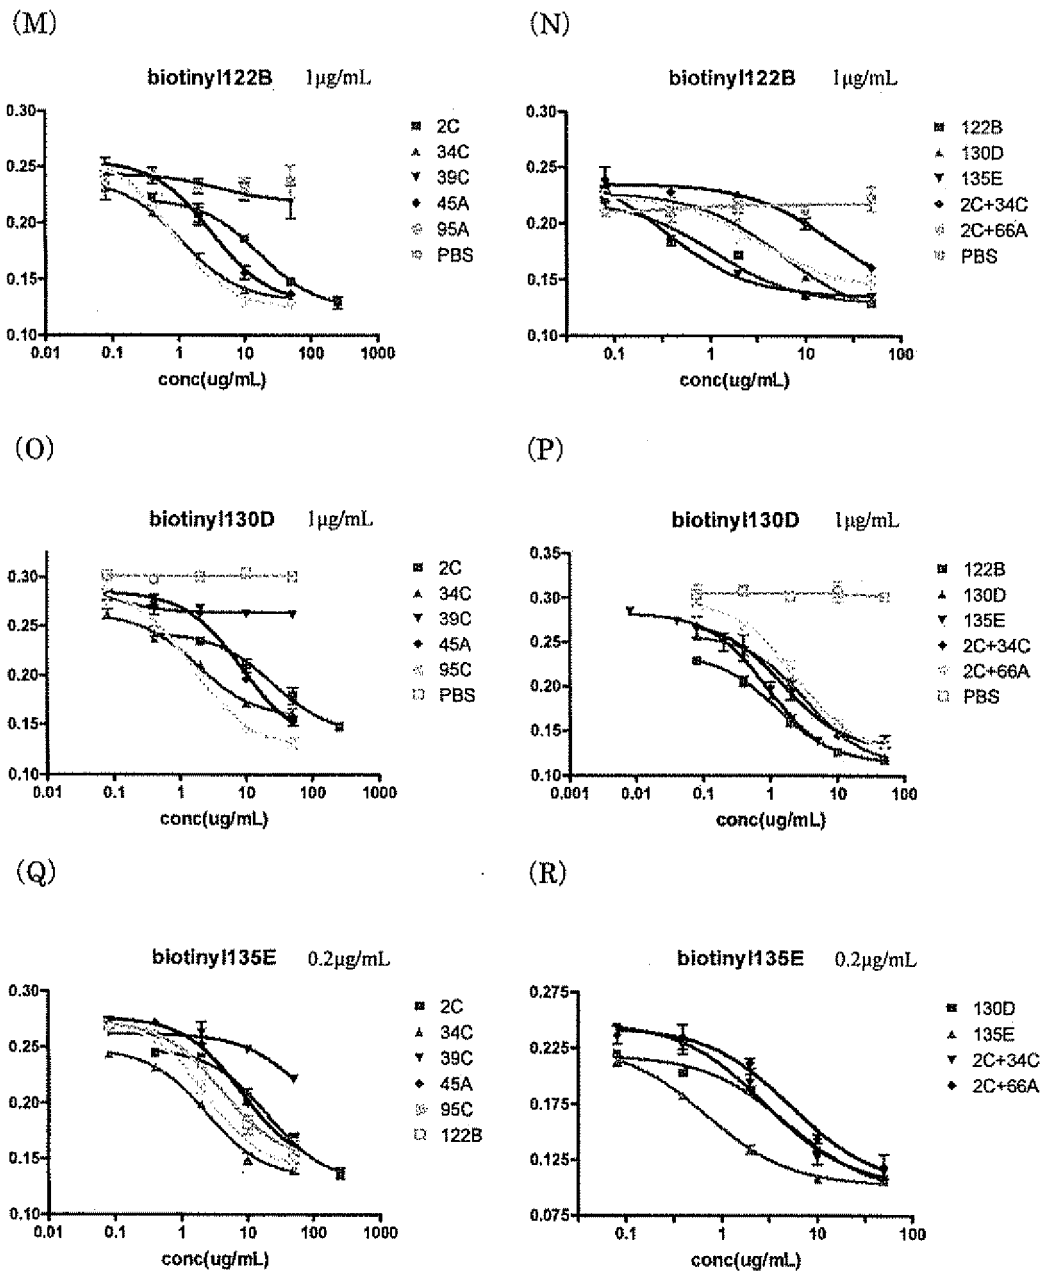 (M)
biotinyl122B 1μg/mL
0.30
0.25
0.20
0.15
0.10
0.01 0.1 1 10 100 1000
conc(ug/mL)
2C
34C
39C
45A
95A
PBS
(N)
biotinyl122B 1μg/mL
0.30
0.25
0.20
0.15
0.10
0.1 1 10 100
conc(ug/mL)
122B
130D
135E
2C+34C
2C+66A
PBS
(O)
biotinyl130D 1μg/mL
0.30
0.25
0.20
0.15
0.10
0.01 0.1 1 10 100 1000
conc(ug/mL)
2C
34C
39C
45A
95C
PBS
(P)
biotinyl130D 1μg/mL
0.35
0.30
0.25
0.20
0.15
0.10
0.001 0.01 0.1 1 10 100
conc(ug/mL)
122B
130D
135E
2C+34C
2C+66A
PBS
(Q)
biotinyl135E 0.2μg/mL
0.30
0.25
0.20
0.15
0.10
0.01 0.1 1 10 100 1000
conc(ug/mL)
2C
34C
39C
45A
95C
122B
(R)
biotinyl135E 0.2μg/mL
0.275
0.225
0.175
0.125
0.075
0.1 1 10 100
conc(ug/mL)
130D
135E
2C+34C
2C+66A